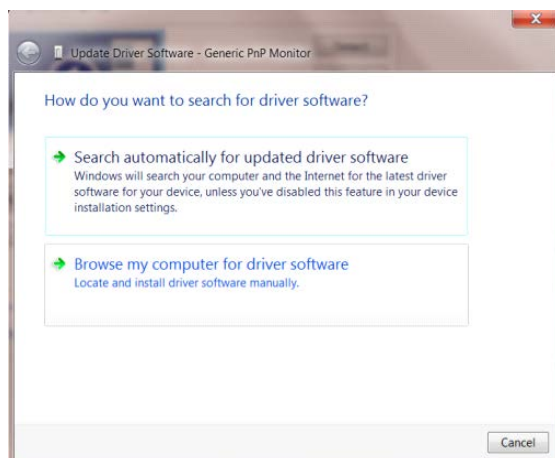 Update Driver Software - Generic PnP Monitor
How do you want to search for driver software?
Search automatically for updated driver software
Windows will search your computer and the Internet for the latest driver
software for your device, unless you've disabled this feature in your device
installation settings.
Browse my computer for driver software
Locate and install driver software manually.
Cancel